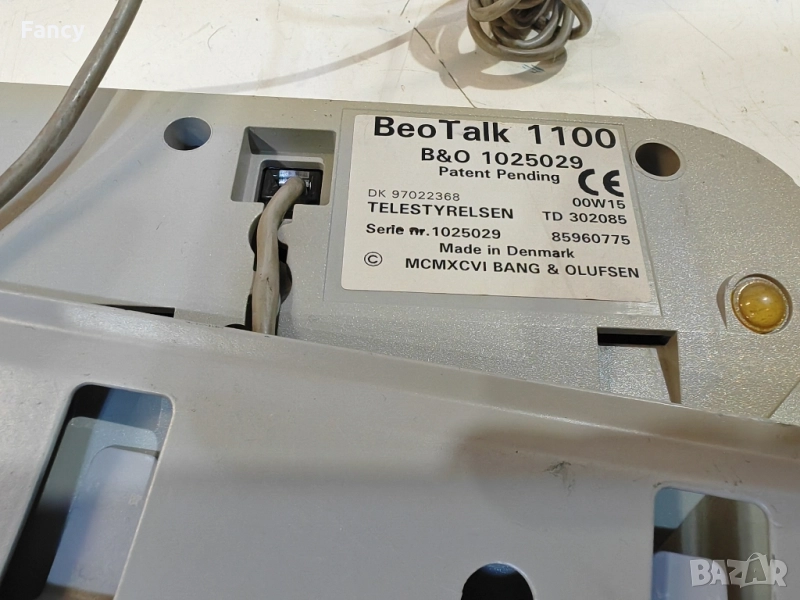 Fancy
BeoTalk 1100
B&O 1025029
Patent Pending
CE
DK 97022368
00W15
TELESTYRELSEN
TD 302085
Serie nr.1025029
85960775
Made in Denmark
© MCMXCVI BANG & OLUFSEN
BAZAR